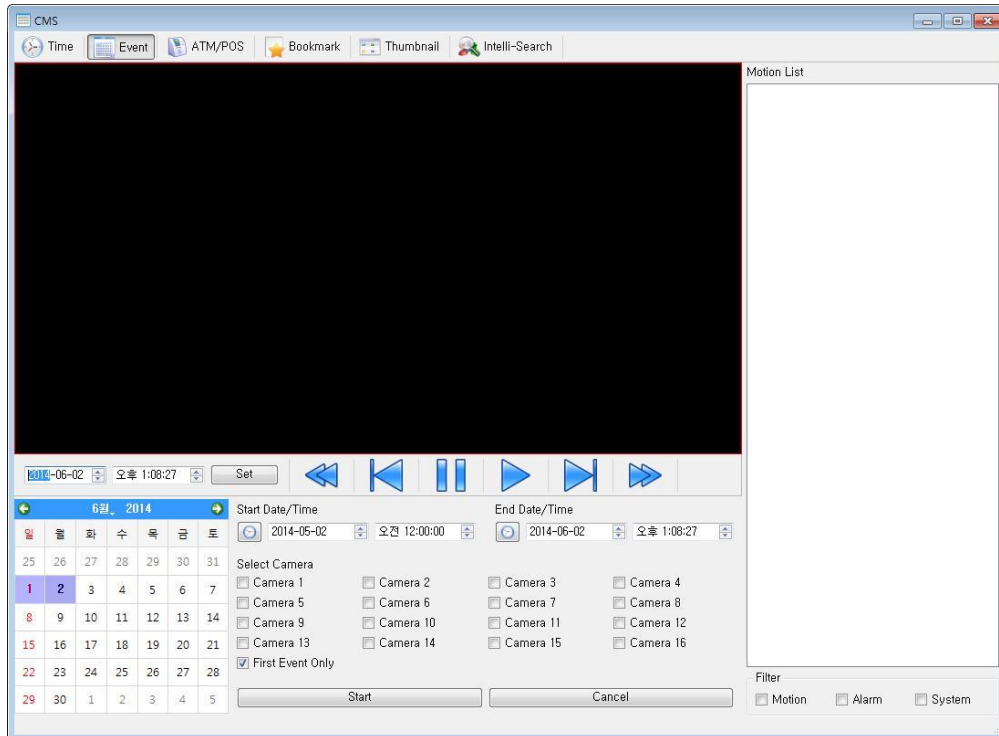 CMS
Time Event ATM/POS Bookmark Thumbnail Intelli-Search
Motion List
2014-06-02 오후 1:08:27 Set
6월, 2014
일 월 화 수 목 금 토
25 26 27 28 29 30 31
1 2 3 4 5 6 7
8 9 10 11 12 13 14
15 16 17 18 19 20 21
22 23 24 25 26 27 28
29 30 1 2 3 4 5
Start Date/Time End Date/Time
2014-05-02 오전 12:00:00 2014-06-02 오후 1:08:27
Select Camera
Camera 1 Camera 2 Camera 3 Camera 4
Camera 5 Camera 6 Camera 7 Camera 8
Camera 9 Camera 10 Camera 11 Camera 12
Camera 13 Camera 14 Camera 15 Camera 16
First Event Only
Start Cancel
Filter
Motion Alarm System